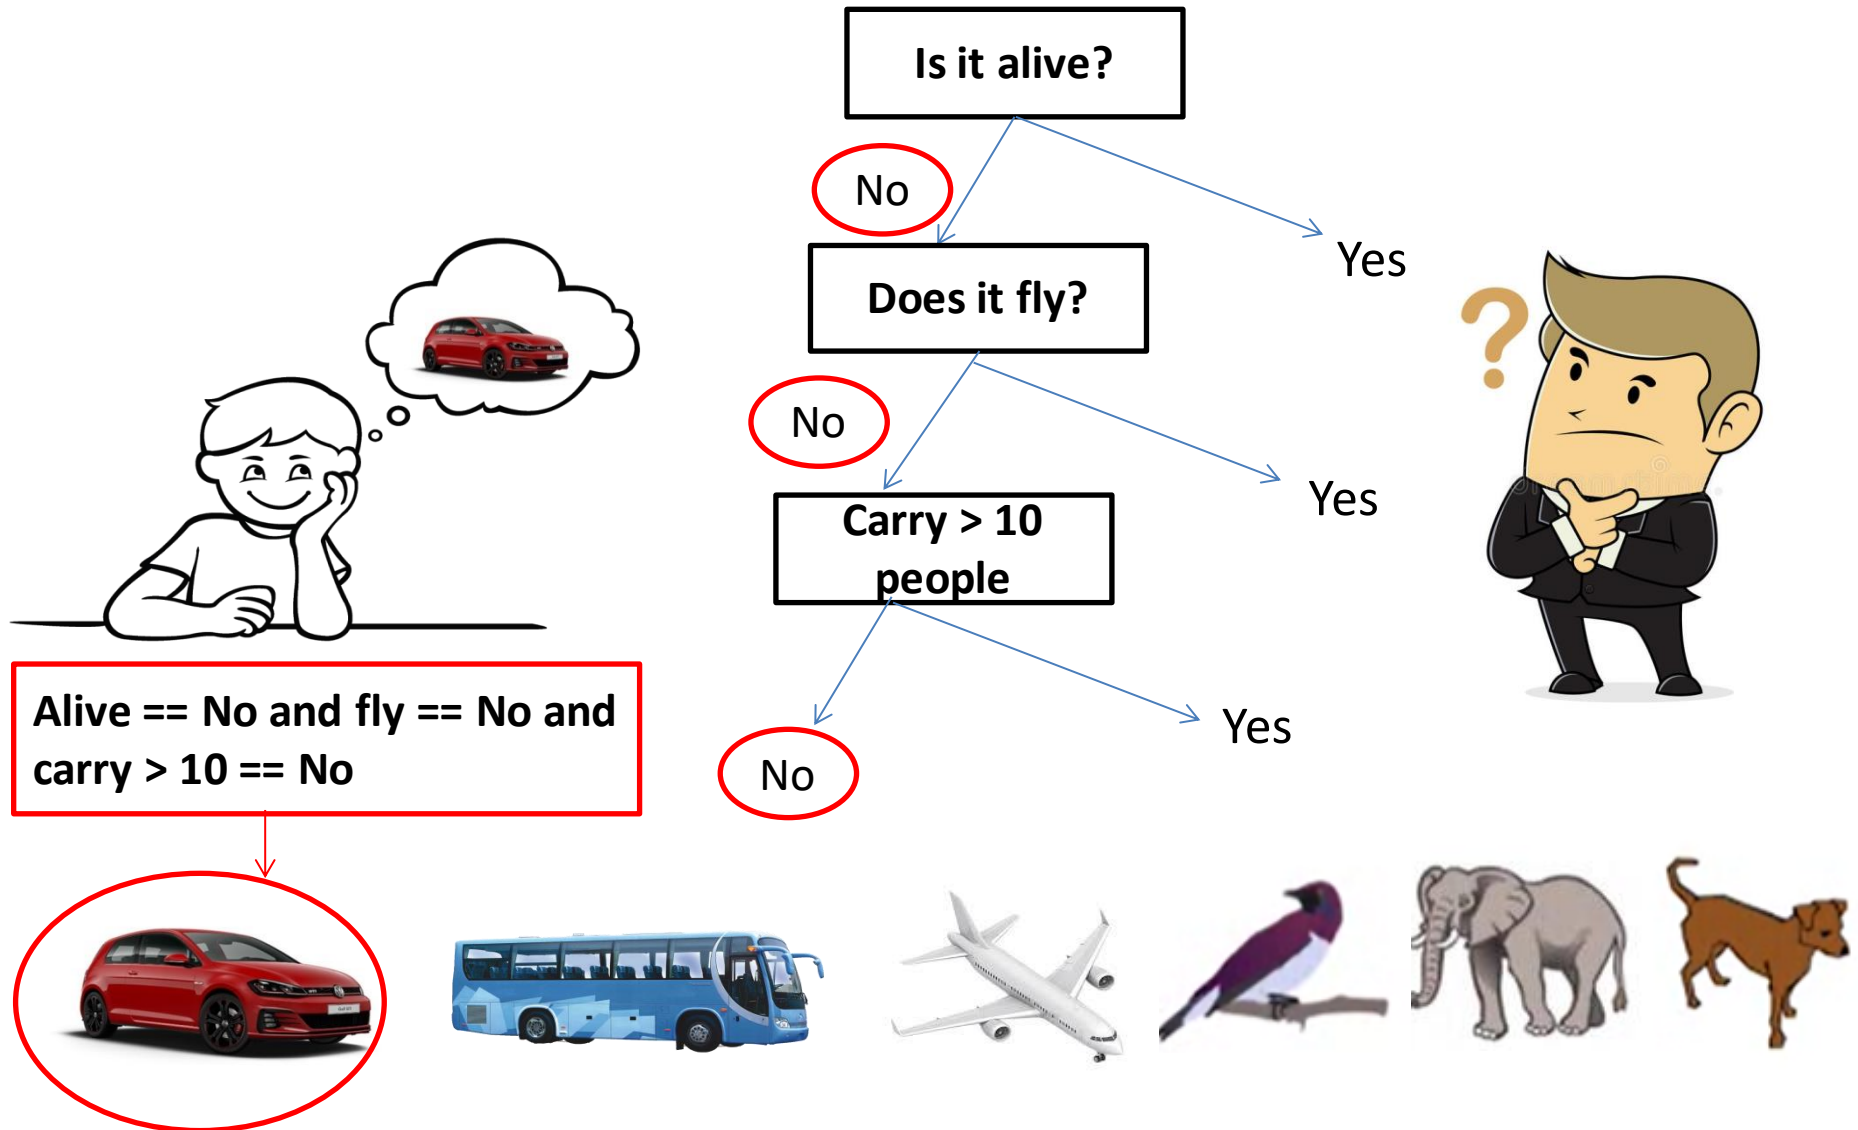 Is it alive?
No
Yes
Does it fly?
?
No
Yes
Carry > 10
people
Alive == No and fly == No and
carry > 10 == No
No
Yes